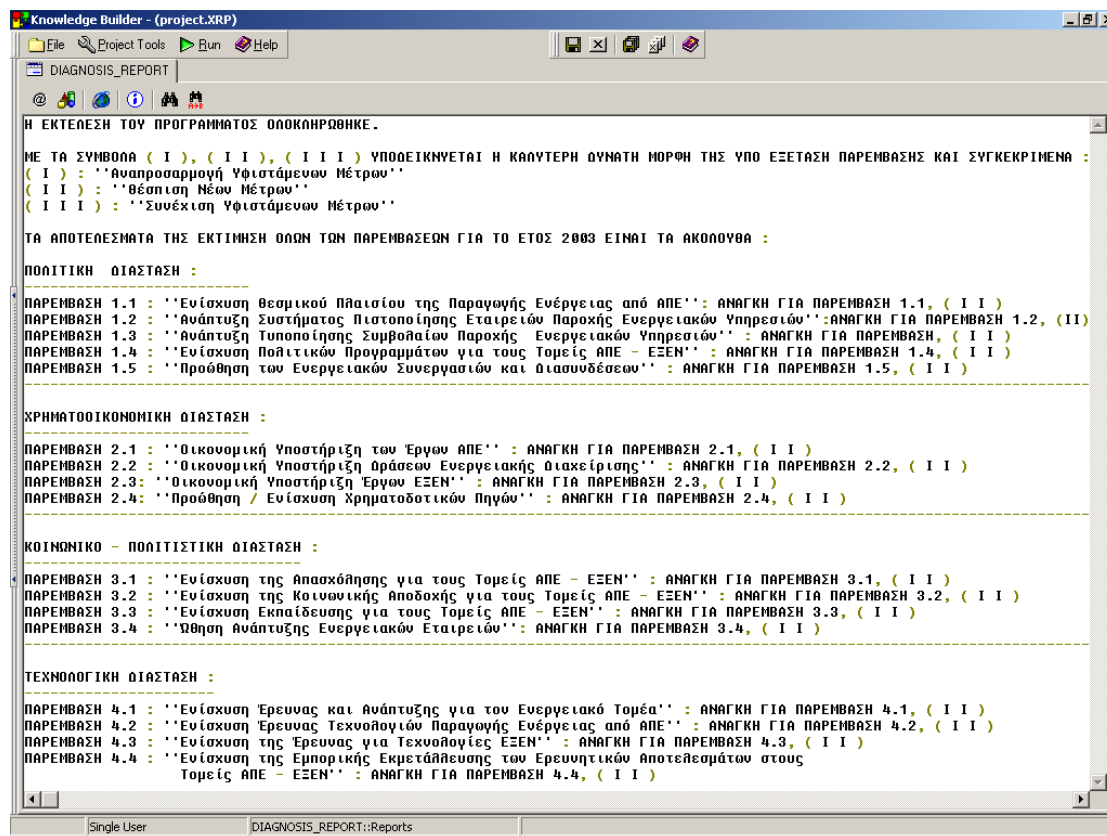 Knowledge Builder - (project.XRP)
File Project Tools Run Help
DIAGNOSIS_REPORT
Η ΕΚΤΕΛΕΣΗ ΤΟΥ ΠΡΟΓΡΑΜΜΑΤΟΣ ΟΛΟΚΛΗΡΩΘΗΚΕ.
ΜΕ ΤΑ ΣΥΜΒΟΛΑ ( I ), ( I I ), ( I I I ) ΥΠΟΔΕΙΚΝΥΕΤΑΙ Η ΚΑΛΥΤΕΡΗ ΔΥΝΑΤΗ ΜΟΡΦΗ ΤΗΣ ΥΠΟ ΕΞΕΤΑΣΗ ΠΑΡΕΜΒΑΣΗΣ ΚΑΙ ΣΥΓΚΕΚΡΙΜΕΝΑ :
( I ) : ''Αναπροσαρμογή Υφιστάμενων Μέτρων''
( I I ) : ''Θέσπιση Νέων Μέτρων''
( I I I ) : ''Συνέχιση Υφιστάμενων Μέτρων''
ΤΑ ΑΠΟΤΕΛΕΣΜΑΤΑ ΤΗΣ ΕΚΤΙΜΗΣΗ ΟΛΩΝ ΤΩΝ ΠΑΡΕΜΒΑΣΕΩΝ ΓΙΑ ΤΟ ΕΤΟΣ 2003 ΕΙΝΑΙ ΤΑ ΑΚΟΛΟΥΘΑ :
ΠΟΛΙΤΙΚΗ ΔΙΑΣΤΑΣΗ :
ΠΑΡΕΜΒΑΣΗ 1.1 : ''Ενίσχυση Θεσμικού Πλαισίου της Παραγωγής Ενέργειας από ΑΠΕ'': ΑΝΑΓΚΗ ΓΙΑ ΠΑΡΕΜΒΑΣΗ 1.1, ( I I )
ΠΑΡΕΜΒΑΣΗ 1.2 : ''Ανάπτυξη Συστήματος Πιστοποίησης Εταιρειών Παροχής Ενεργειακών Υπηρεσιών'':ΑΝΑΓΚΗ ΓΙΑ ΠΑΡΕΜΒΑΣΗ 1.2, (II)
ΠΑΡΕΜΒΑΣΗ 1.3 : ''Ανάπτυξη Τυποποίησης Συμβολαίων Παροχής Ενεργειακών Υπηρεσιών'' : ΑΝΑΓΚΗ ΓΙΑ ΠΑΡΕΜΒΑΣΗ, ( I I )
ΠΑΡΕΜΒΑΣΗ 1.4 : ''Ενίσχυση Πολιτικών Προγραμμάτων για τους Τομείς ΑΠΕ - ΕΞΕΝ'' : ΑΝΑΓΚΗ ΓΙΑ ΠΑΡΕΜΒΑΣΗ 1.4, ( I I )
ΠΑΡΕΜΒΑΣΗ 1.5 : ''Προώθηση των Ενεργειακών Συνεργασιών και Διασυνδέσεων'' : ΑΝΑΓΚΗ ΓΙΑ ΠΑΡΕΜΒΑΣΗ 1.5, ( I I )
ΧΡΗΜΑΤΟΟΙΚΟΝΟΜΙΚΗ ΔΙΑΣΤΑΣΗ :
ΠΑΡΕΜΒΑΣΗ 2.1 : ''Οικονομική Υποστήριξη των Έργων ΑΠΕ'' : ΑΝΑΓΚΗ ΓΙΑ ΠΑΡΕΜΒΑΣΗ 2.1, ( I I )
ΠΑΡΕΜΒΑΣΗ 2.2 : ''Οικονομική Υποστήριξη Δράσεων Ενεργειακής Διαχείρισης'' : ΑΝΑΓΚΗ ΓΙΑ ΠΑΡΕΜΒΑΣΗ 2.2, ( I I )
ΠΑΡΕΜΒΑΣΗ 2.3: ''Οικονομική Υποστήριξη Έργων ΕΞΕΝ'' : ΑΝΑΓΚΗ ΓΙΑ ΠΑΡΕΜΒΑΣΗ 2.3, ( I I )
ΠΑΡΕΜΒΑΣΗ 2.4: ''Προώθηση / Ενίσχυση Χρηματοδοτικών Πηγών'' : ΑΝΑΓΚΗ ΓΙΑ ΠΑΡΕΜΒΑΣΗ 2.4, ( I I )
ΚΟΙΝΩΝΙΚΟ - ΠΟΛΙΤΙΣΤΙΚΗ ΔΙΑΣΤΑΣΗ :
ΠΑΡΕΜΒΑΣΗ 3.1 : ''Ενίσχυση της Απασχόλησης για τους Τομείς ΑΠΕ - ΕΞΕΝ'' : ΑΝΑΓΚΗ ΓΙΑ ΠΑΡΕΜΒΑΣΗ 3.1, ( I I )
ΠΑΡΕΜΒΑΣΗ 3.2 : ''Ενίσχυση της Κοινωνικής Αποδοχής για τους Τομείς ΑΠΕ - ΕΞΕΝ'' : ΑΝΑΓΚΗ ΓΙΑ ΠΑΡΕΜΒΑΣΗ 3.2, ( I I )
ΠΑΡΕΜΒΑΣΗ 3.3 : ''Ενίσχυση Εκπαίδευσης για τους Τομείς ΑΠΕ - ΕΞΕΝ'' : ΑΝΑΓΚΗ ΓΙΑ ΠΑΡΕΜΒΑΣΗ 3.3, ( I I )
ΠΑΡΕΜΒΑΣΗ 3.4 : ''Ώθηση Ανάπτυξης Ενεργειακών Εταιρειών'': ΑΝΑΓΚΗ ΓΙΑ ΠΑΡΕΜΒΑΣΗ 3.4, ( I I )
ΤΕΧΝΟΛΟΓΙΚΗ ΔΙΑΣΤΑΣΗ :
ΠΑΡΕΜΒΑΣΗ 4.1 : ''Ενίσχυση Έρευνας και Ανάπτυξης για τον Ενεργειακό Τομέα'' : ΑΝΑΓΚΗ ΓΙΑ ΠΑΡΕΜΒΑΣΗ 4.1, ( I I )
ΠΑΡΕΜΒΑΣΗ 4.2 : ''Ενίσχυση Έρευνας Τεχνολογιών Παραγωγής Ενέργειας από ΑΠΕ'' : ΑΝΑΓΚΗ ΓΙΑ ΠΑΡΕΜΒΑΣΗ 4.2, ( I I )
ΠΑΡΕΜΒΑΣΗ 4.3 : ''Ενίσχυση της Έρευνας για Τεχνολογίες ΕΞΕΝ'' : ΑΝΑΓΚΗ ΓΙΑ ΠΑΡΕΜΒΑΣΗ 4.3, ( I I )
ΠΑΡΕΜΒΑΣΗ 4.4 : ''Ενίσχυση της Εμπορικής Εκμετάλλευσης των Ερευνητικών Αποτελεσμάτων στους
Τομείς ΑΠΕ - ΕΞΕΝ'' : ΑΝΑΓΚΗ ΓΙΑ ΠΑΡΕΜΒΑΣΗ 4.4, ( I I )
Single User DIAGNOSIS_REPORT::Reports